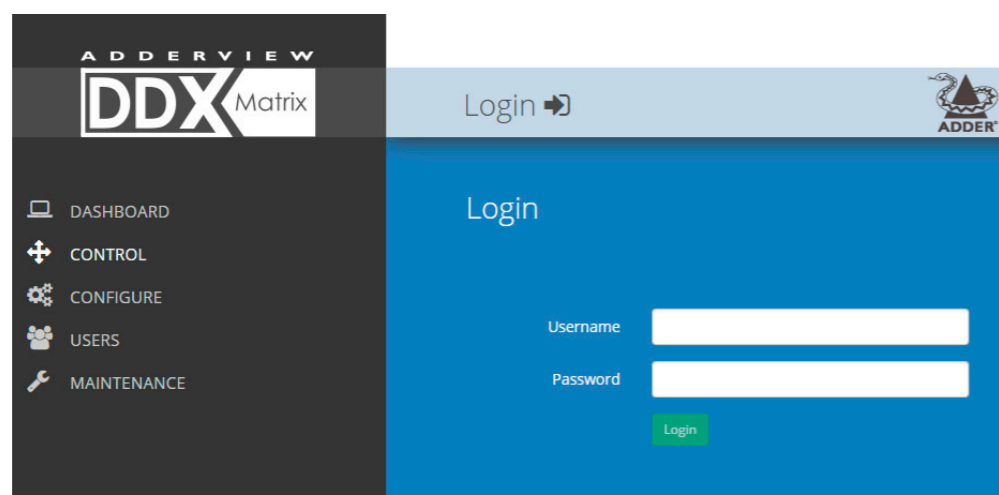 ADDERVIEW
DDX Matrix
Login
ADDER®
DASHBOARD
CONTROL
CONFIGURE
USERS
MAINTENANCE
Login
Username
Password
Login